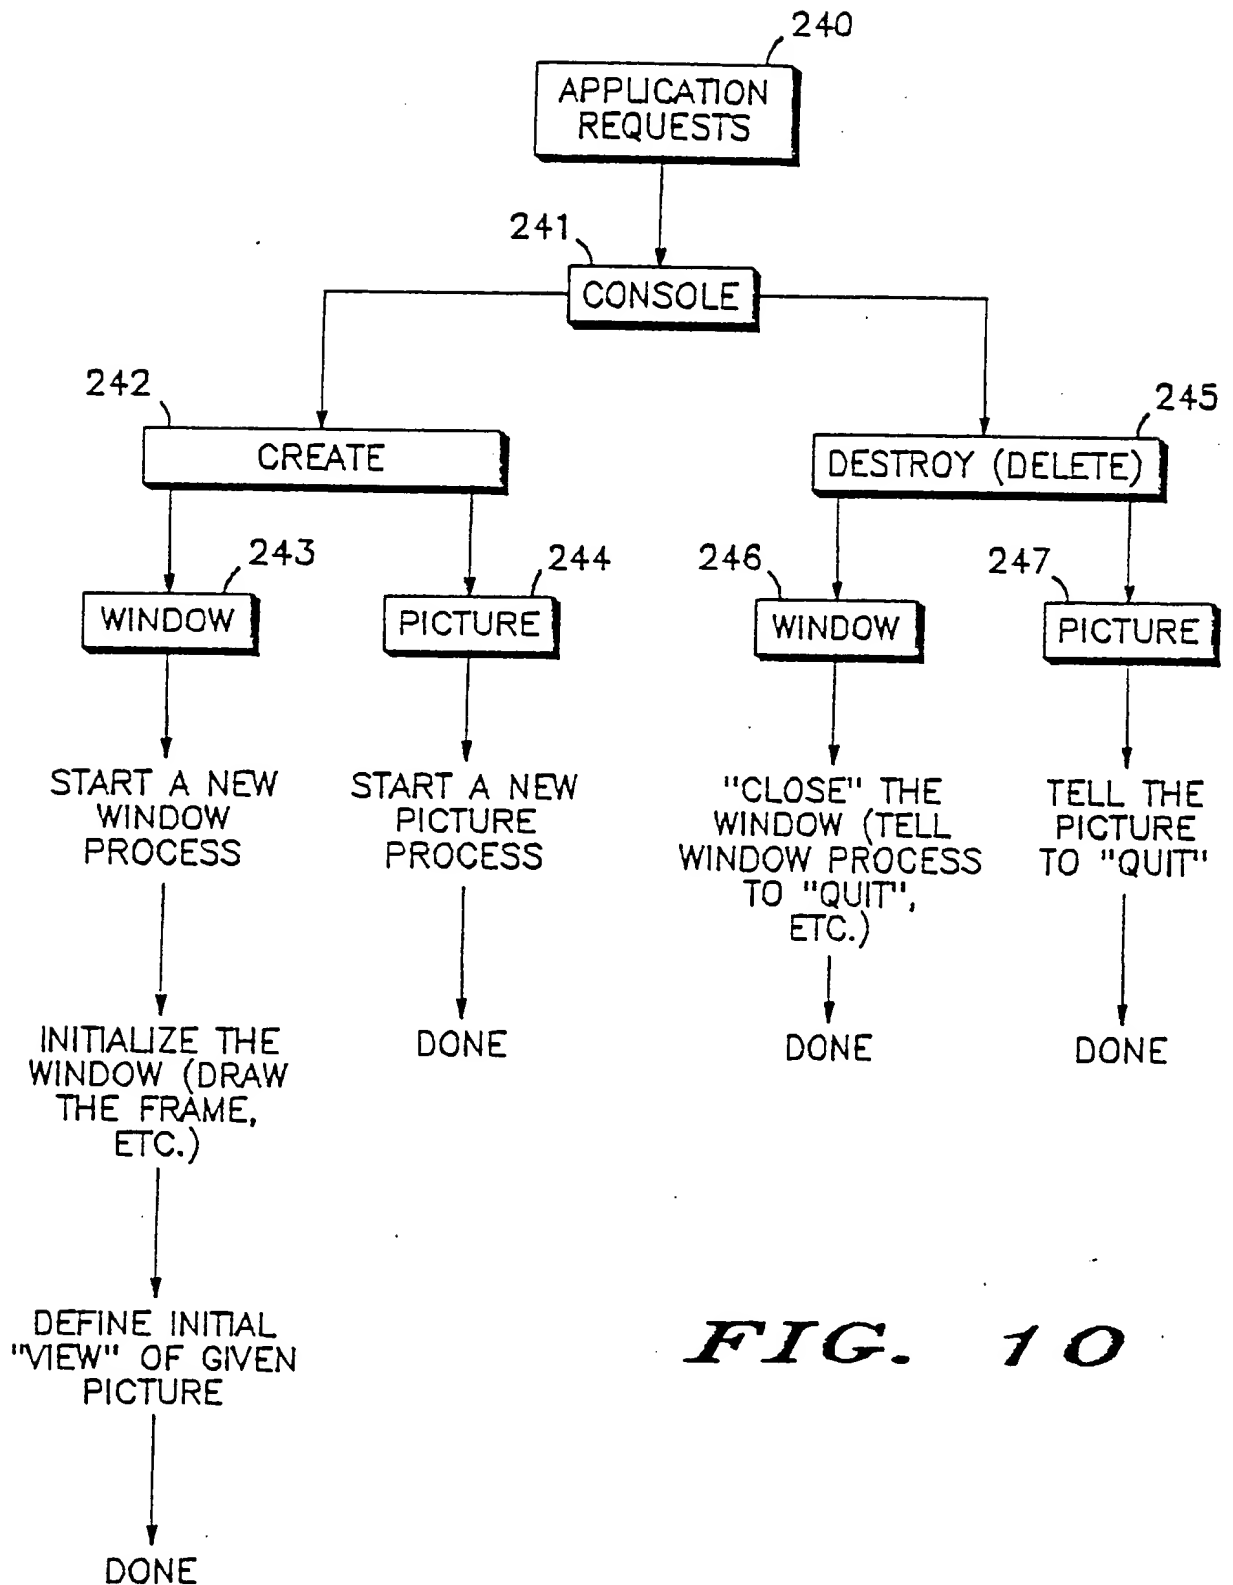 240
APPLICATION
REQUESTS
241
CONSOLE
242
CREATE
245
DESTROY (DELETE)
243
WINDOW
244
PICTURE
246
WINDOW
247
PICTURE
START A NEW
WINDOW
PROCESS
START A NEW
PICTURE
PROCESS
"CLOSE" THE
WINDOW (TELL
WINDOW PROCESS
TO "QUIT",
ETC.)
TELL THE
PICTURE
TO "QUIT"
INITIALIZE THE
WINDOW (DRAW
THE FRAME,
ETC.)
DONE
DONE
DONE
DEFINE INITIAL
"VIEW" OF GIVEN
PICTURE
DONE
FIG. 10